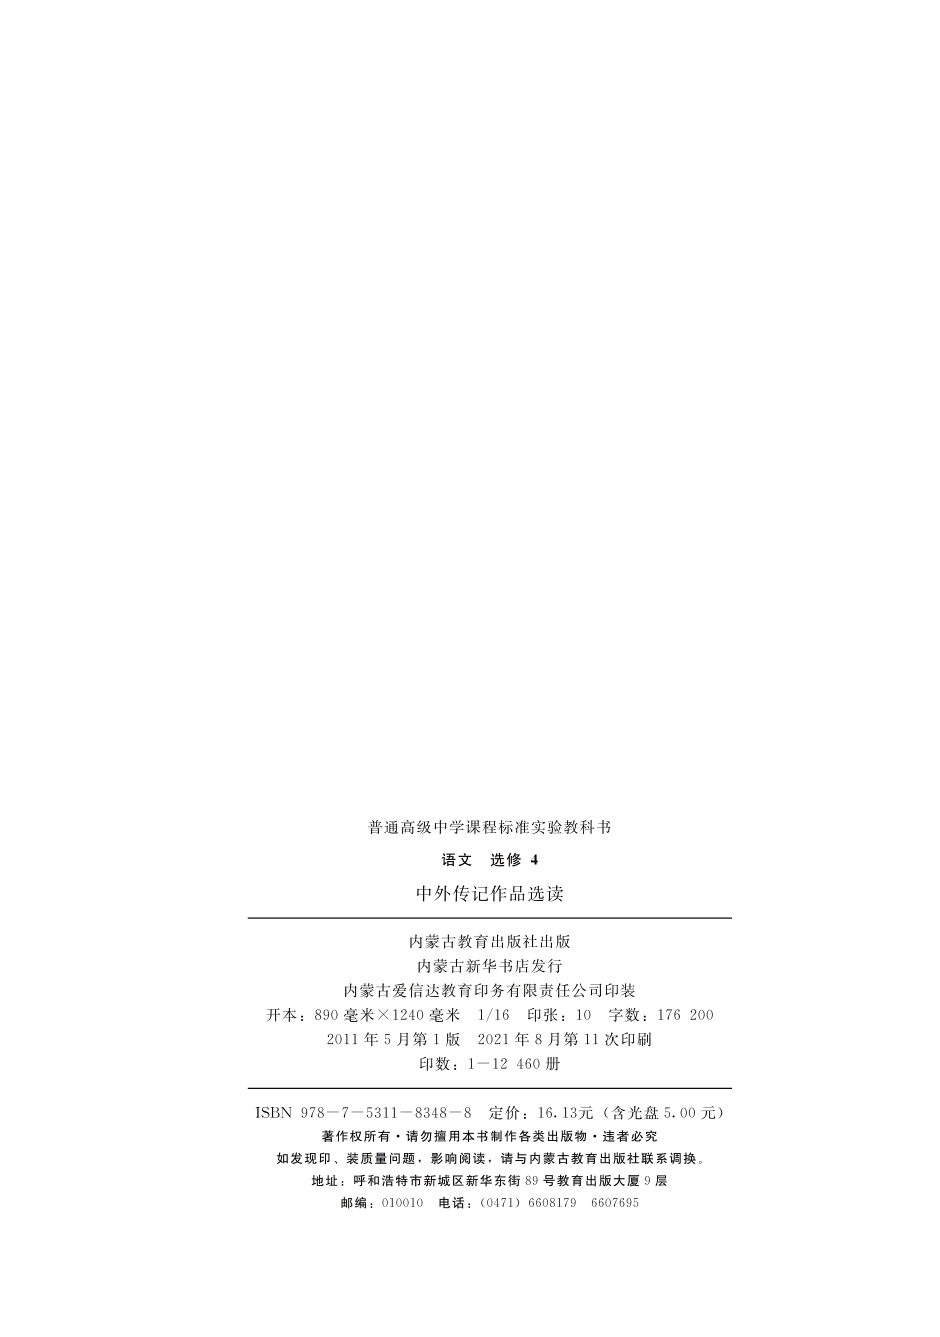 普通高级中学课程标准实验教科书
语文　选修 4
中外传记作品选读
内蒙古教育出版社出版
内蒙古新华书店发行
内蒙古爱信达教育印务有限责任公司印装
开本：890 毫米×1240 毫米　1/16　印张：10　字数：176 200
2011 年 5 月第 1 版　2021 年 8 月第 11 次印刷
印数：1—12 460 册
ISBN 978—7—5311—8348—8　定价：16.13元（含光盘 5.00 元）
著作权所有·请勿擅用本书制作各类出版物·违者必究
如发现印、装质量问题，影响阅读，请与内蒙古教育出版社联系调换。
地址：呼和浩特市新城区新华东街 89 号教育出版大厦 9 层
邮编：010010　电话：（0471）6608179　6607695